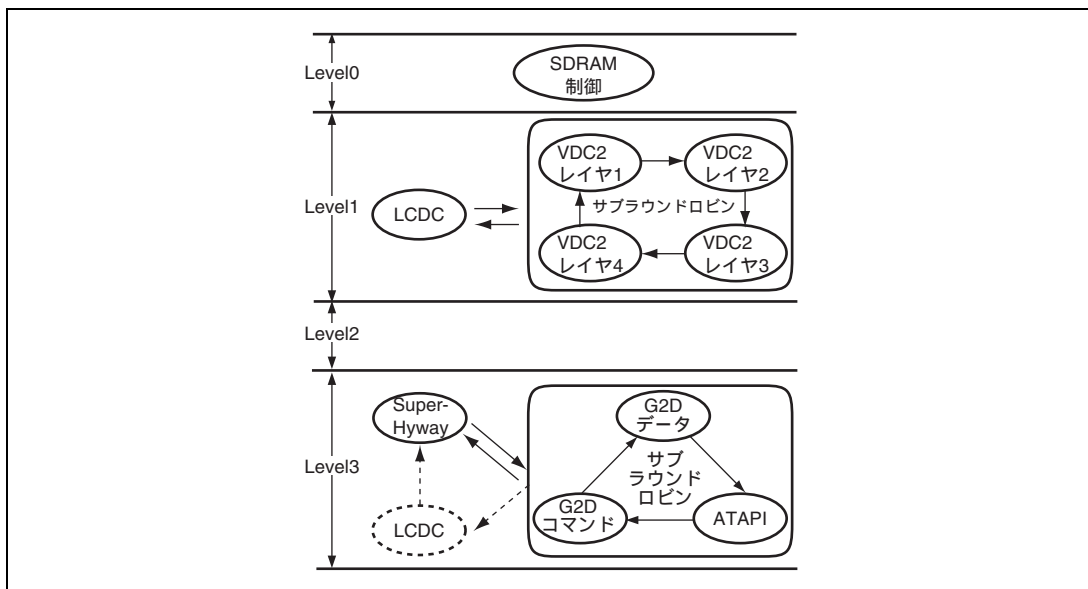 Level0
SDRAM
制御
Level1
LCDC
VDC2
レイヤ1
VDC2
レイヤ2
サブラウンドロビン
VDC2
レイヤ4
VDC2
レイヤ3
Level2
Level3
Super-
Hyway
LCDC
G2D
データ
サブ
ラウンド
ロビン
G2D
コマンド
ATAPI